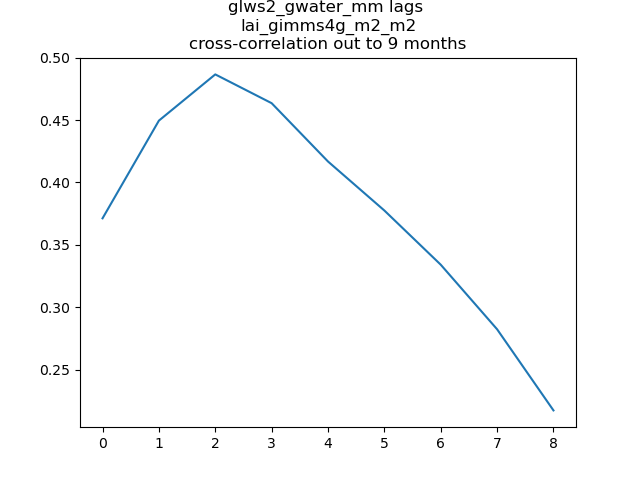 glws2_gwater_mm lags
lai_gimms4g_m2_m2
cross-correlation out to 9 months
0.50
0.45
0.40
0.35
0.30
0.25
0 1 2 3 4 5 6 7 8